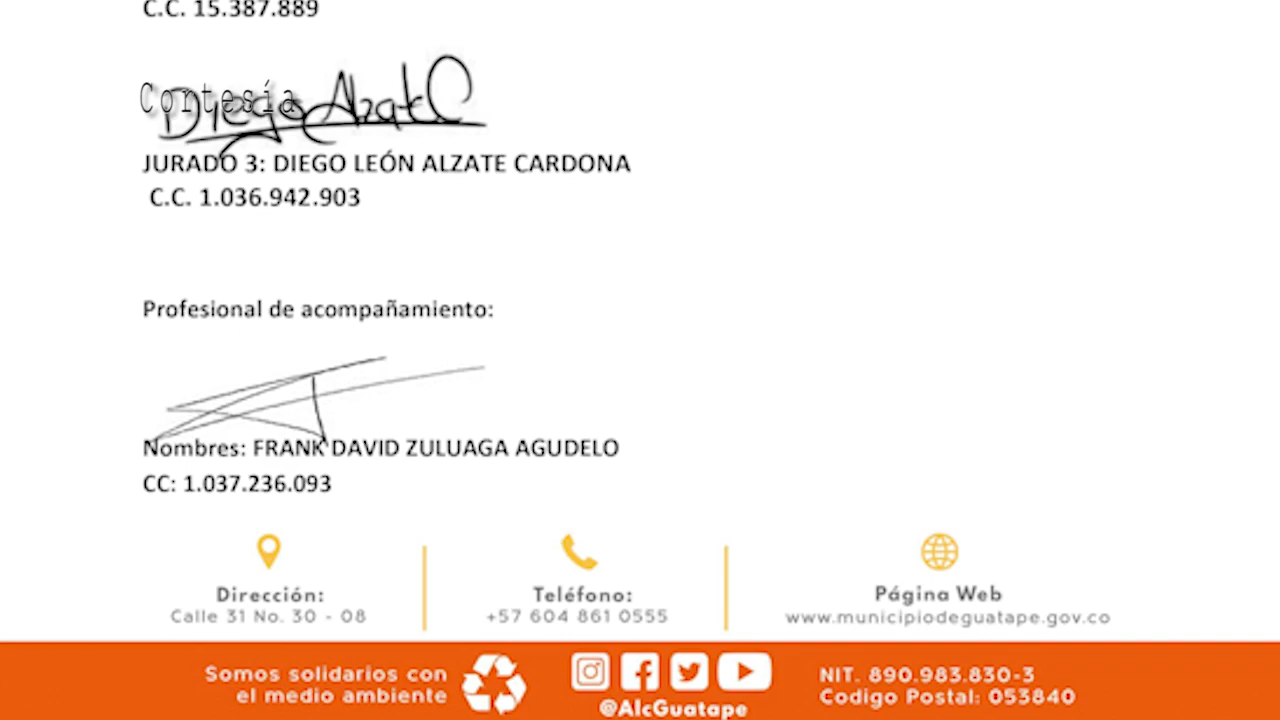 C.C. 15.387.889
Cortesía
Diego Alzate C
JURADO 3: DIEGO LEÓN ALZATE CARDONA
C.C. 1.036.942.903
Profesional de acompañamiento:
Nombres: FRANK DAVID ZULUAGA AGUDELO
CC: 1.037.236.093
Dirección:
Calle 31 No. 30 - 08
Teléfono:
+57 604 861 0555
Página Web
www.municipiodeguatape.gov.co
Somos solidarios con
el medio ambiente
@AlcGuatape
NIT. 890.983.830-3
Codigo Postal: 053840